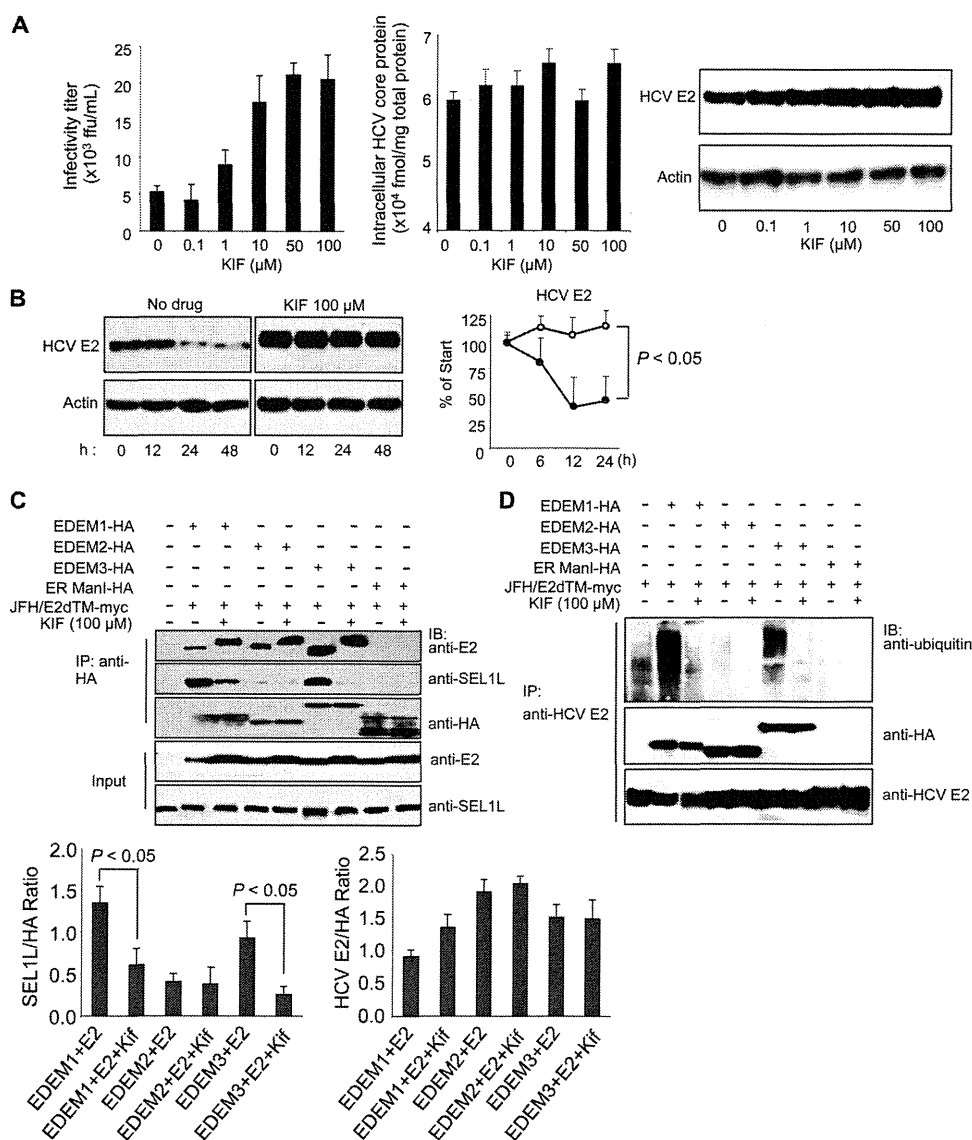 A
Infectivity titer
(x10³ ffu/mL)
25
20
15
10
5
0
0 0.1 1 10 50 100
KIF (µM)
Intracellular HCV core protein
(x10⁴ fmol/mg total protein)
7
6
5
4
0 0.1 1 10 50 100
KIF (µM)
HCV E2
Actin
0 0.1 1 10 50 100
KIF (µM)
B
No drug KIF 100 µM
HCV E2
Actin
h : 0 12 24 48 0 12 24 48
HCV E2
% of Start
125
100
75
50
25
0
0 6 12 24 (h)
P < 0.05
C
EDEM1-HA - + + - - - - - -
EDEM2-HA - - - + + - - - -
EDEM3-HA - - - - - + + - -
ER ManI-HA - - - - - - - + +
JFH/E2dTM-myc - + + + + + + + +
KIF (100 µM) - - + - + - + - +
IP: anti-HA
IB:
anti-E2
anti-SEL1L
anti-HA
Input
anti-E2
anti-SEL1L
SEL1L/HA Ratio
2.0
1.5
1.0
0.5
0.0
P < 0.05
P < 0.05
EDEM1+E2
EDEM1+E2+Kif
EDEM2+E2
EDEM2+E2+Kif
EDEM3+E2
EDEM3+E2+Kif
HCV E2/HA Ratio
2.5
2.0
1.5
1.0
0.5
0.0
EDEM1+E2
EDEM1+E2+Kif
EDEM2+E2
EDEM2+E2+Kif
EDEM3+E2
EDEM3+E2+Kif
D
EDEM1-HA - + + - - - - - -
EDEM2-HA - - - + + - - - -
EDEM3-HA - - - - - + + - -
ER ManI-HA - - - - - - - + +
JFH/E2dTM-myc + + + + + + + + +
KIF (100 µM) - - + - + - + - +
IP:
anti-HCV E2
IB:
anti-ubiquitin
anti-HA
anti-HCV E2